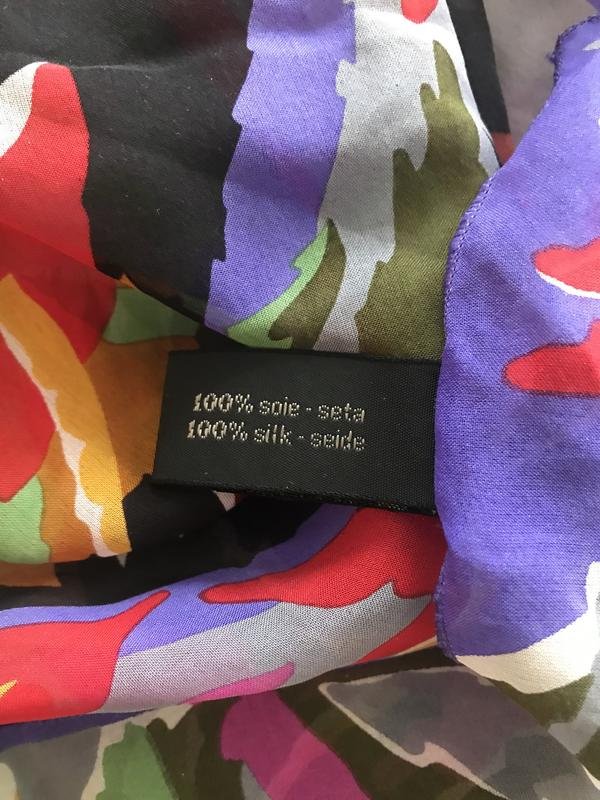 100% soie - seta
100% silk - seide